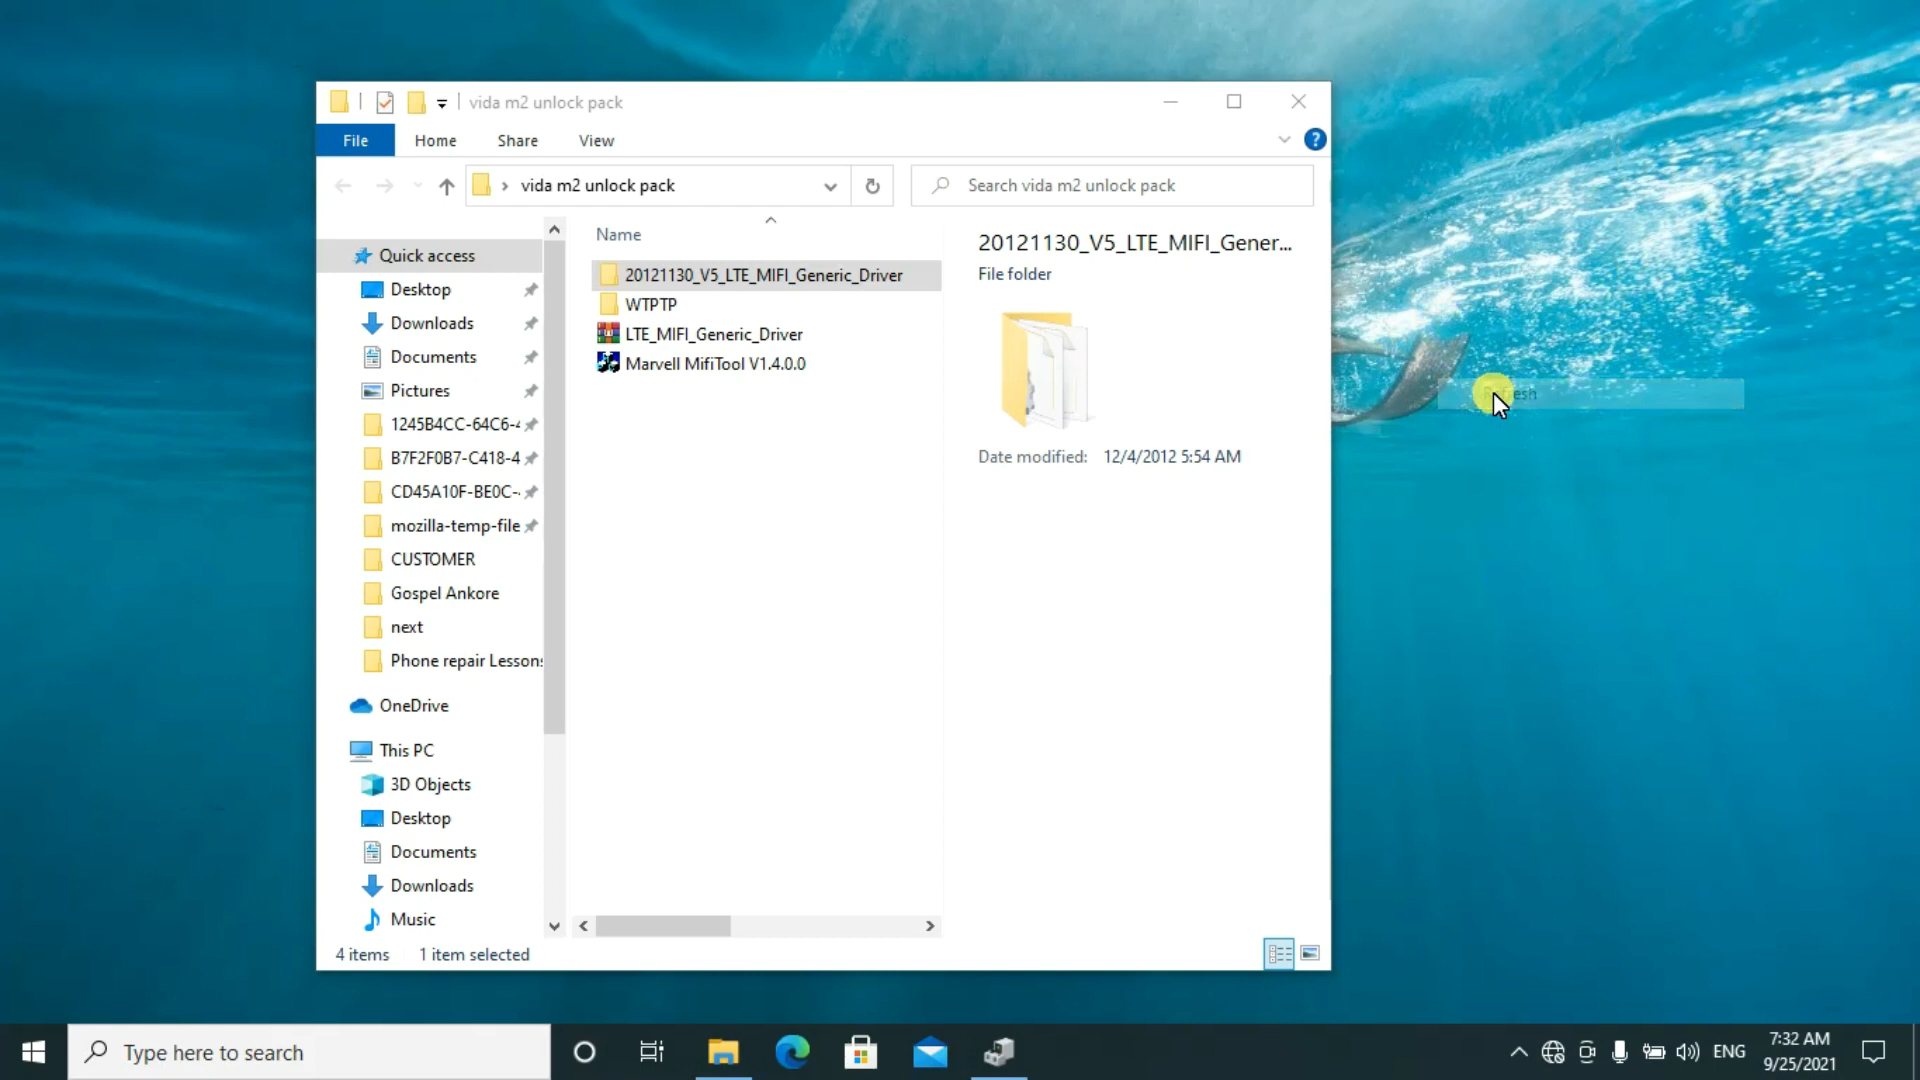 vida m2 unlock pack
File
Home
Share
View
?
vida m2 unlock pack
Search vida m2 unlock pack
Quick access
Desktop
Downloads
Documents
Pictures
1245B4CC-64C6-4
B7F2F0B7-C418-4
CD45A10F-BE0C-
mozilla-temp-file
CUSTOMER
Gospel Ankore
next
Phone repair Lessons
OneDrive
This PC
3D Objects
Desktop
Documents
Downloads
Music
Name
20121130_V5_LTE_MIFI_Generic_Driver
WTPTP
LTE_MIFI_Generic_Driver
Marvell MifiTool V1.4.0.0
20121130_V5_LTE_MIFI_Gener...
File folder
Date modified: 12/4/2012 5:54 AM
Refresh
4 items 1 item selected
Type here to search
ENG
7:32 AM
9/25/2021